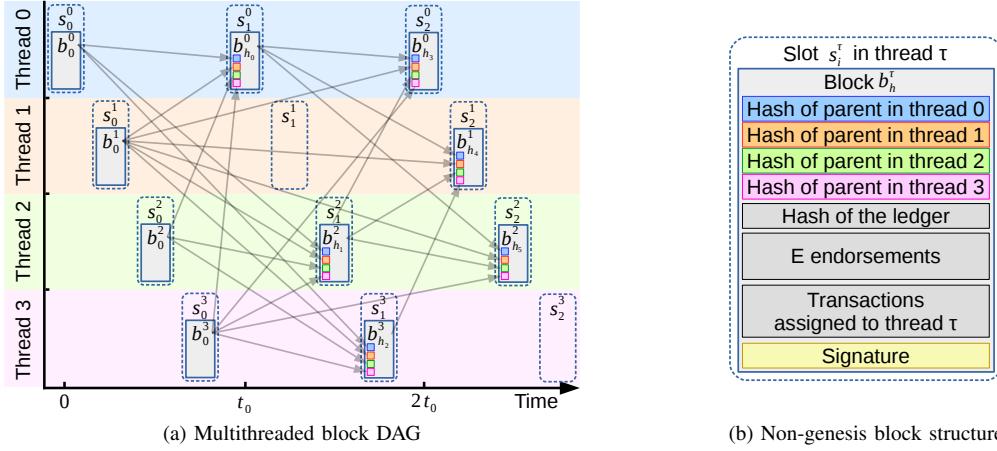 Thread 0
s_0^0
b_0^0
s_1^0
b_{h_0}^0
s_2^0
b_{h_3}^0
Thread 1
s_0^1
b_0^1
s_1^1
s_2^1
b_{h_4}^1
Thread 2
s_0^2
b_0^2
s_1^2
b_{h_1}^2
s_2^2
b_{h_5}^2
Thread 3
s_0^3
b_0^3
s_1^3
b_{h_2}^3
s_2^3
0 t_0 2t_0 Time
(a) Multithreaded block DAG
Slot s_i^τ in thread τ
Block b_h^τ
Hash of parent in thread 0
Hash of parent in thread 1
Hash of parent in thread 2
Hash of parent in thread 3
Hash of the ledger
E endorsements
Transactions
assigned to thread τ
Signature
(b) Non-genesis block structure